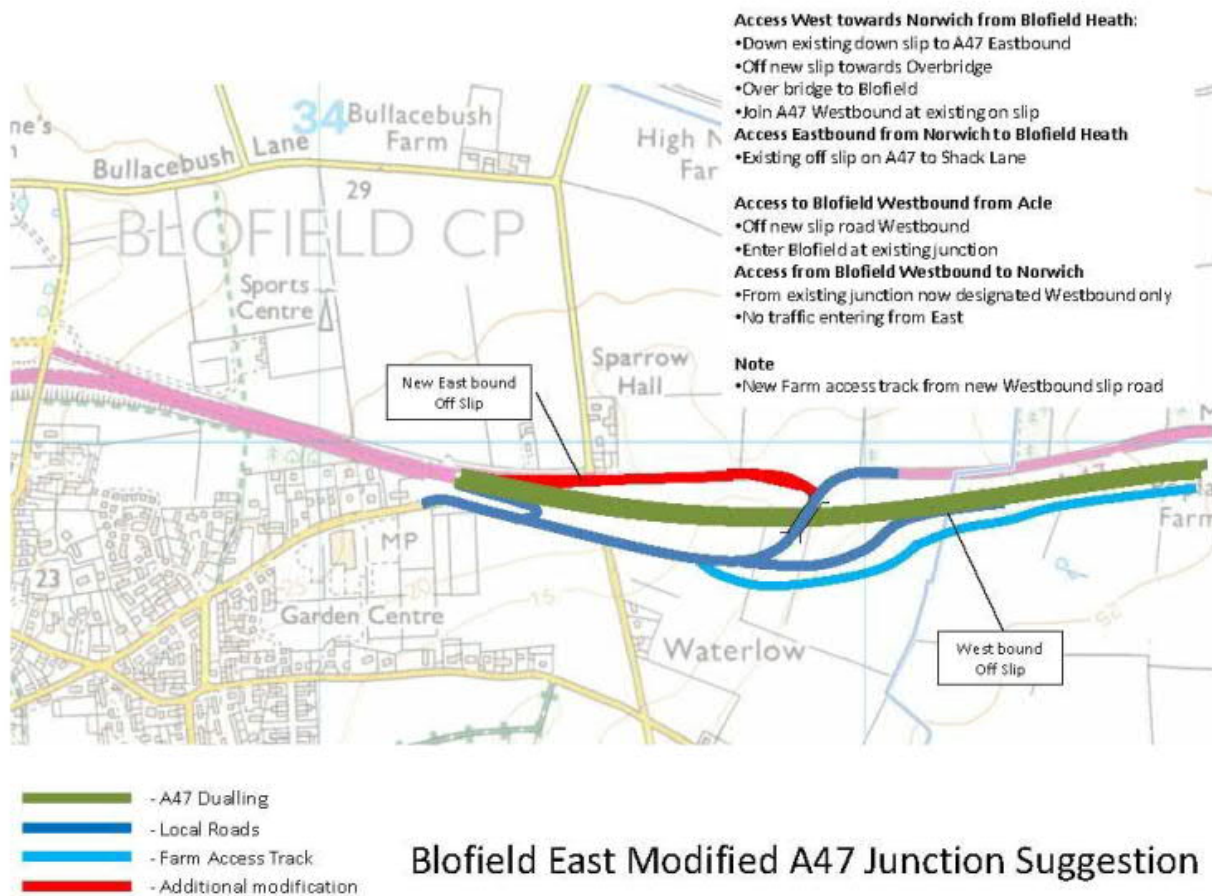 Access West towards Norwich from Blofield Heath:
•Down existing down slip to A47 Eastbound
•Off new slip towards Overbridge
•Over bridge to Blofield
•Join A47 Westbound at existing on slip
Access Eastbound from Norwich to Blofield Heath
•Existing off slip on A47 to Shack Lane
Access to Blofield Westbound from Acle
•Off new slip road Westbound
•Enter Blofield at existing junction
Access from Blofield Westbound to Norwich
•From existing junction now designated Westbound only
•No traffic entering from East
Note
•New Farm access track from new Westbound slip road
34
Bullacebush
Farm
High N
Far
ne's
Bullacebush Lane
29
BLOFIELD CP
Sports
Centre
Sparrow
Hall
New East bound
Off Slip
47
Farm
MP
23
25
20
15
Garden Centre
Waterlow
West bound
Off Slip
25
- A47 Dualling
- Local Roads
- Farm Access Track
- Additional modification
Blofield East Modified A47 Junction Suggestion